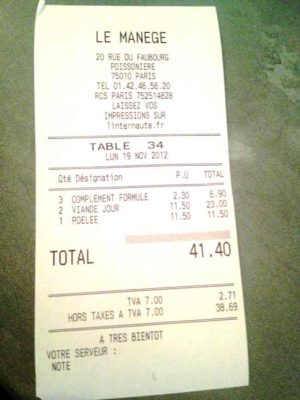 LE MANEGE
20 RUE DU FAUBOURG
POISSONIERE
75010 PARIS
TEL 01.42.46.56.20
RCS PARIS 752514828
LAISSEZ VOS
IMPRESSIONS SUR
linternaute.fr
TABLE 34
LUN 19 NOV 2012
Qté Désignation P.U TOTAL
3 COMPLEMENT FORMULE 2.30 6.90
2 VIANDE JOUR 11.50 23.00
1 POELEE 11.50 11.50
TOTAL 41.40
TVA 7.00 2.71
HORS TAXES A TVA 7.00 38.69
A TRES BIENTOT
VOTRE SERVEUR :
NOTE